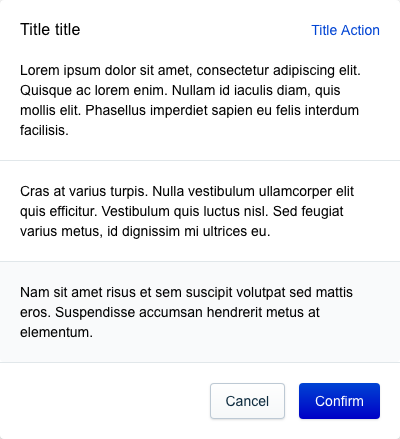 Title title
Title Action
Lorem ipsum dolor sit amet, consectetur adipiscing elit.
Quisque ac lorem enim. Nullam id iaculis diam, quis
mollis elit. Phasellus imperdiet sapien eu felis interdum
facilisis.
Cras at varius turpis. Nulla vestibulum ullamcorper elit
quis efficitur. Vestibulum quis luctus nisl. Sed feugiat
varius metus, id dignissim mi ultrices eu.
Nam sit amet risus et sem suscipit volutpat sed mattis
eros. Suspendisse accumsan hendrerit metus at
elementum.
Cancel
Confirm